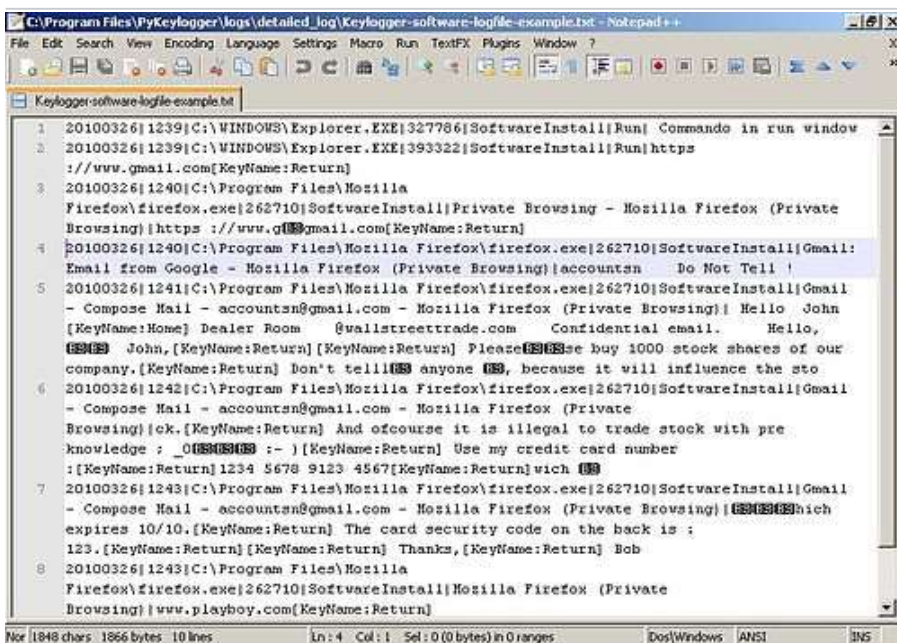 C:\Program Files\PyKeylogger\logs\detailed_log\Keylogger-software-logfile-example.txt - Notepad++
File Edit Search View Encoding Language Settings Macro Run TextFX Plugins Window ?
Keylogger-software-logfile-example.txt
1 20100326|1239|C:\WINDOWS\Explorer.EXE|327786|SoftwareInstall|Run| Commando in run window
2 20100326|1239|C:\WINDOWS\Explorer.EXE|393322|SoftwareInstall|Run|https
://www.gmail.com[KeyName:Return]
3 20100326|1240|C:\Program Files\Mozilla
Firefox\firefox.exe|262710|SoftwareInstall|Private Browsing - Mozilla Firefox (Private
Browsing)|https ://www.gBSgmail.com[KeyName:Return]
4 20100326|1240|C:\Program Files\Mozilla Firefox\firefox.exe|262710|SoftwareInstall|Gmail:
Email from Google - Mozilla Firefox (Private Browsing)|accountsn Do Not Tell !
5 20100326|1241|C:\Program Files\Mozilla Firefox\firefox.exe|262710|SoftwareInstall|Gmail
- Compose Mail - accountsn@gmail.com - Mozilla Firefox (Private Browsing)| Hello John
[KeyName:Home] Dealer Room @wallstreettrade.com Confidential email. Hello,
BSBS John,[KeyName:Return][KeyName:Return] PleazeBSBSse buy 1000 stock shares of our
company.[KeyName:Return] Don't telllBS anyone BS, because it will influence the sto
6 20100326|1242|C:\Program Files\Mozilla Firefox\firefox.exe|262710|SoftwareInstall|Gmail
- Compose Mail - accountsn@gmail.com - Mozilla Firefox (Private
Browsing)|ck.[KeyName:Return] And ofcourse it is illegal to trade stock with pre
knowledge ; _OBSBSBS :- )[KeyName:Return] Use my credit card number
:[KeyName:Return]1234 5678 9123 4567[KeyName:Return]wich BS
7 20100326|1243|C:\Program Files\Mozilla Firefox\firefox.exe|262710|SoftwareInstall|Gmail
- Compose Mail - accountsn@gmail.com - Mozilla Firefox (Private Browsing)|BSBSBShich
expires 10/10.[KeyName:Return] The card security code on the back is :
123.[KeyName:Return][KeyName:Return] Thanks,[KeyName:Return] Bob
8 20100326|1243|C:\Program Files\Mozilla
Firefox\firefox.exe|262710|SoftwareInstall|Mozilla Firefox (Private
Browsing)|www.playboy.com[KeyName:Return]
Nor 1848 chars 1866 bytes 10 lines Ln : 4 Col : 1 Sel : 0 (0 bytes) in 0 ranges Dos\Windows ANSI INS